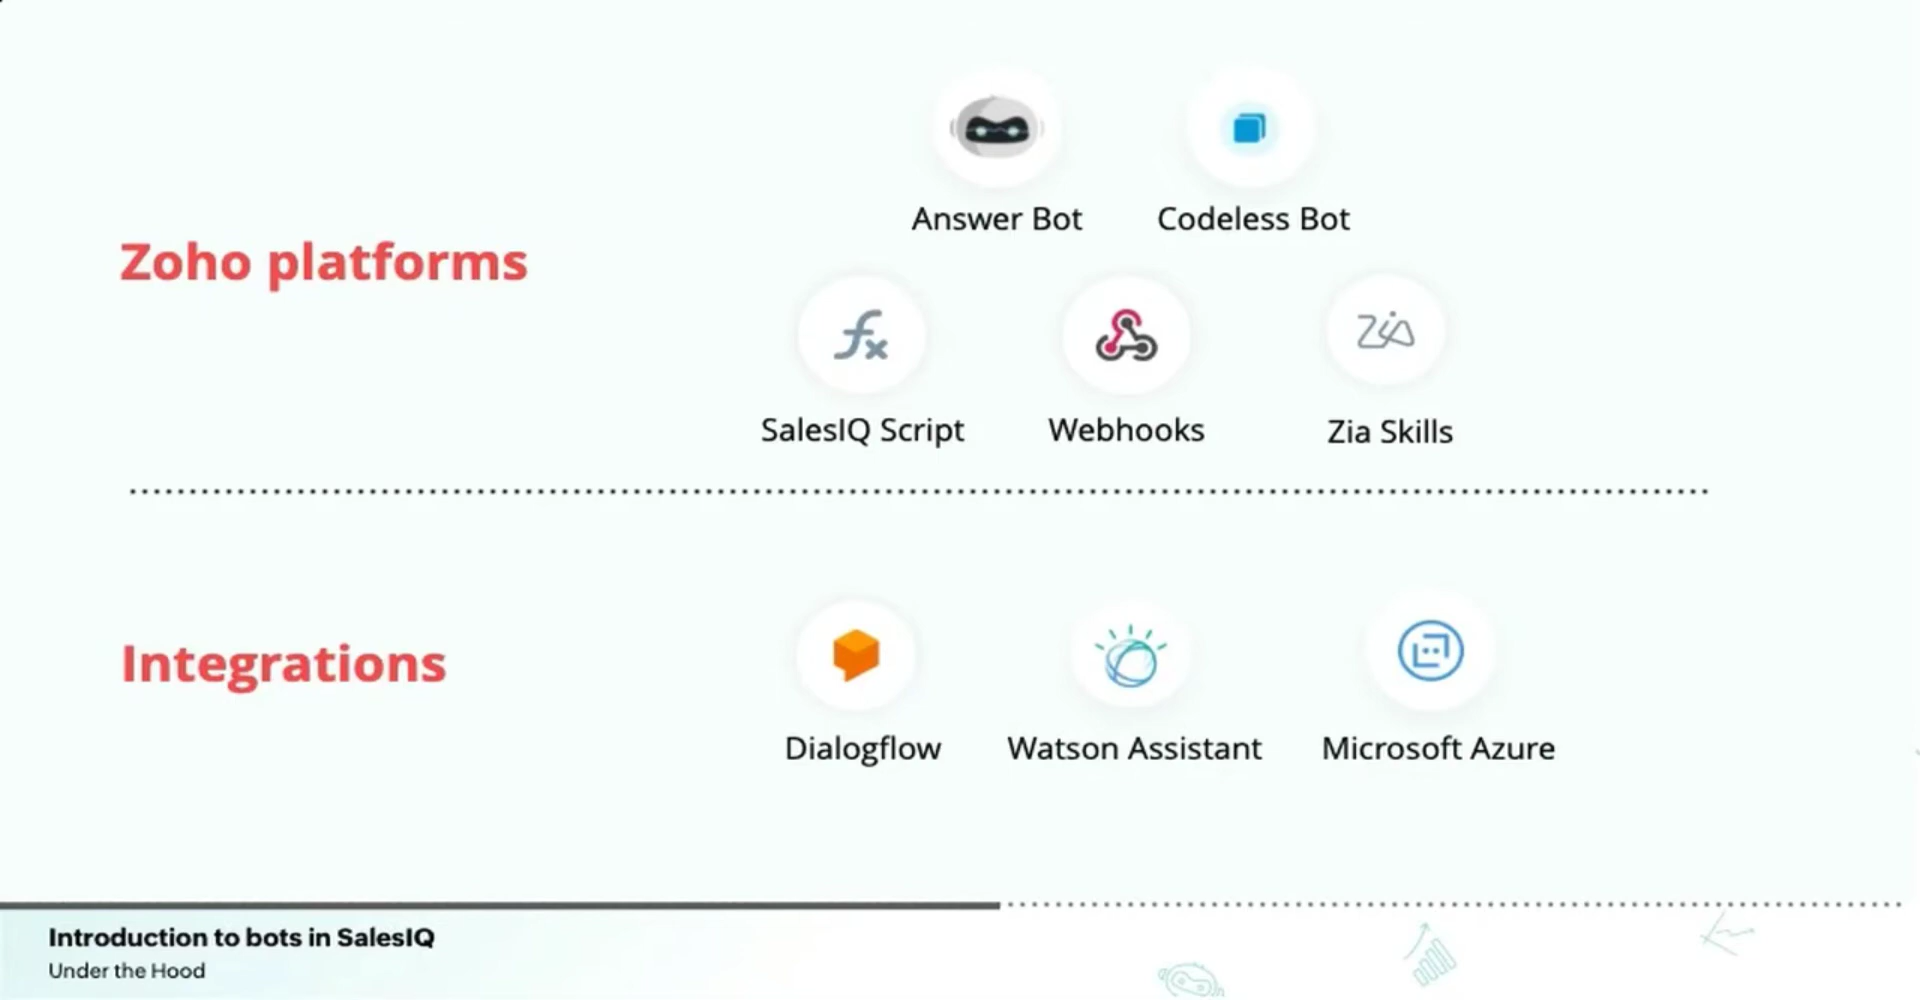 Answer Bot
Codeless Bot
Zoho platforms
SalesIQ Script
Webhooks
Zia
Zia Skills
Integrations
Dialogflow
Watson Assistant
Microsoft Azure
Introduction to bots in SalesIQ
Under the Hood